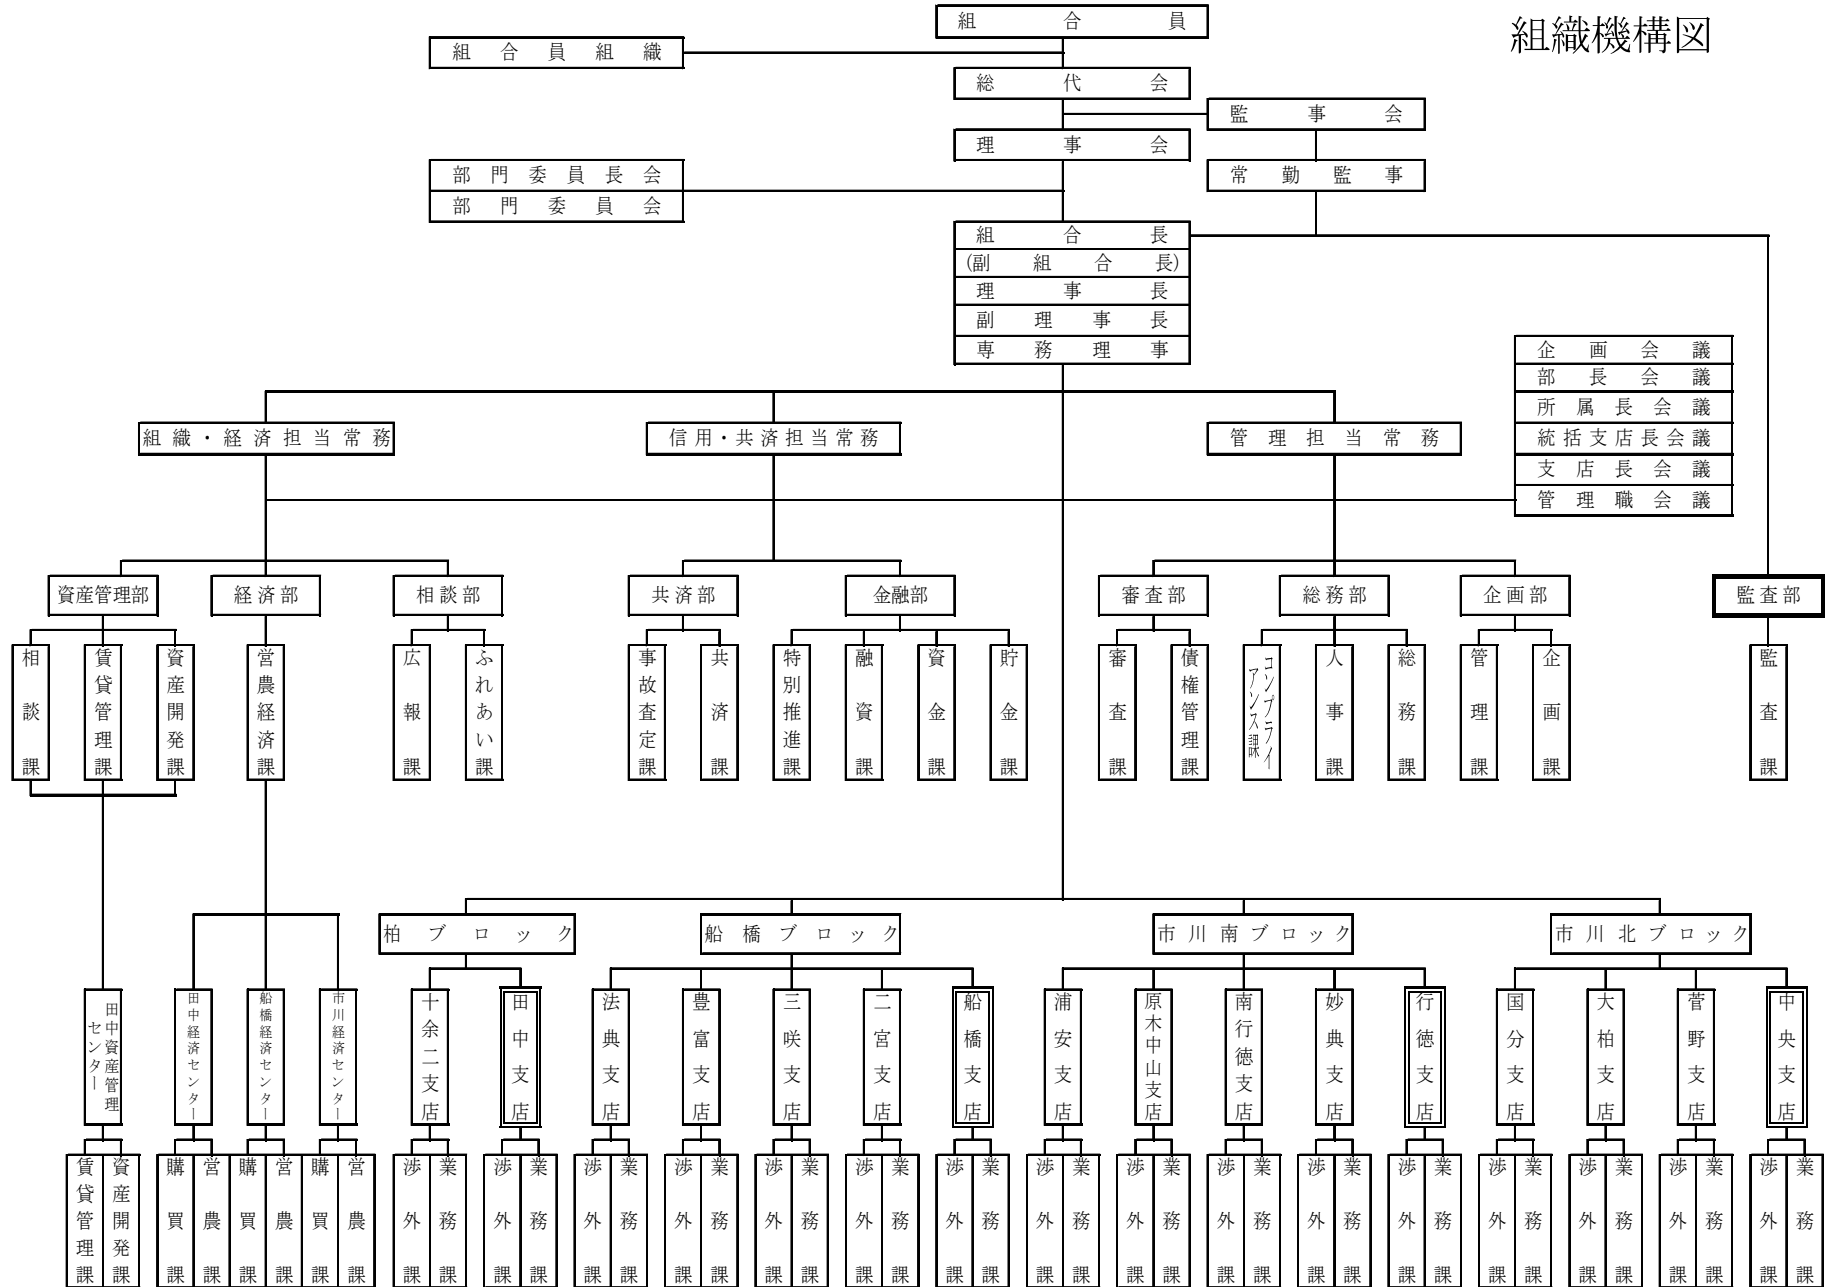 組織機構図
組合員
組合員組織
総代会
監事会
理事会
部門委員長会
部門委員会
常勤監事
組合長
(副組合長)
理事長
副理事長
専務理事
企画会議
部長会議
所属長会議
統括支店長会議
支店長会議
管理職会議
組織・経済担当常務
信用・共済担当常務
管理担当常務
資産管理部
経済部
相談部
共済部
金融部
審査部
総務部
企画部
監査部
相談課
賃貸管理課
資産開発課
営農経済課
広報課
ふれあい課
事故査定課
共済課
特別推進課
融資課
資金課
貯金課
審査課
債権管理課
コンプライ
アンス課
人事課
総務課
管理課
企画課
監査課
柏ブロック
船橋ブロック
市川南ブロック
市川北ブロック
田中資産管理
センター
田中経済センター
船橋経済センター
市川経済センター
十余二支店
田中支店
法典支店
豊富支店
三咲支店
二宮支店
船橋支店
浦安支店
原木中山支店
南行徳支店
妙典支店
行徳支店
国分支店
大柏支店
菅野支店
中央支店
賃貸管理課
資産開発課
購買課
営農課
購買課
営農課
購買課
営農課
渉外課
業務課
渉外課
業務課
渉外課
業務課
渉外課
業務課
渉外課
業務課
渉外課
業務課
渉外課
業務課
渉外課
業務課
渉外課
業務課
渉外課
業務課
渉外課
業務課
渉外課
業務課
渉外課
業務課
渉外課
業務課
渉外課
業務課
渉外課
業務課